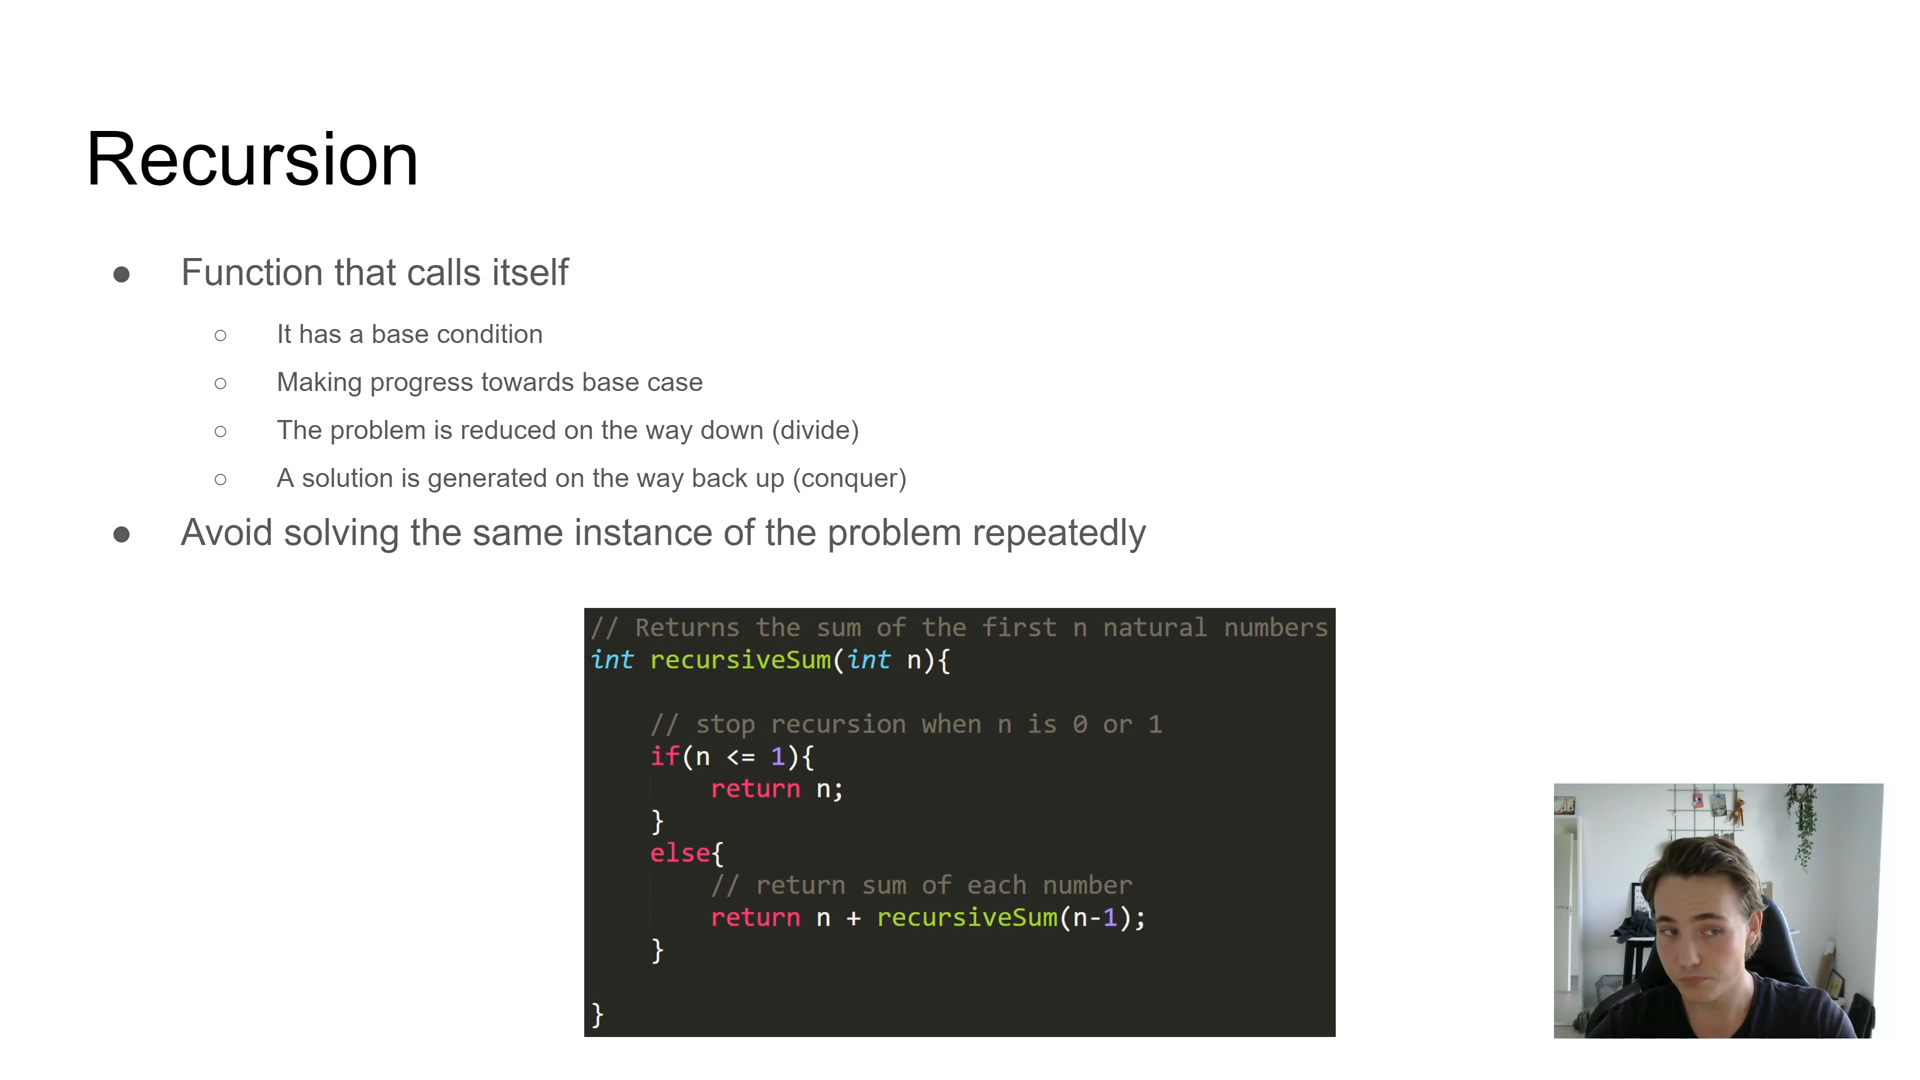 Recursion
● Function that calls itself
○ It has a base condition
○ Making progress towards base case
○ The problem is reduced on the way down (divide)
○ A solution is generated on the way back up (conquer)
● Avoid solving the same instance of the problem repeatedly
// Returns the sum of the first n natural numbers
int recursiveSum(int n){
    // stop recursion when n is 0 or 1
    if(n <= 1){
        return n;
    }
    else{
        // return sum of each number
        return n + recursiveSum(n-1);
    }
}